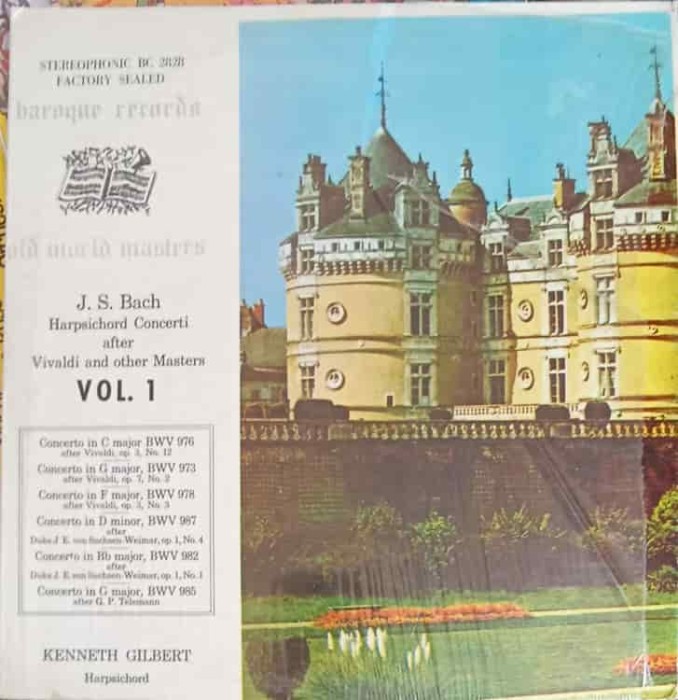 STEREOPHONIC BC 2828
FACTORY SEALED
baroque records
old world masters
J. S. Bach
Harpsichord Concerti
after
Vivaldi and other Masters
VOL. 1
Concerto in C major BWV 976
after Vivaldi, op. 3, No. 12
Concerto in G major, BWV 973
after Vivaldi, op. 7, No. 2
Concerto in F major, BWV 978
after Vivaldi, op. 3, No. 3
Concerto in D minor, BWV 987
after
Duke J. E. von Sachsen-Weimar, op. 1, No. 4
Concerto in Bb major, BWV 982
after
Duke J. E. von Sachsen-Weimar, op. 1, No. 1
Concerto in G major, BWV 985
after G. P. Telemann
KENNETH GILBERT
Harpsichord